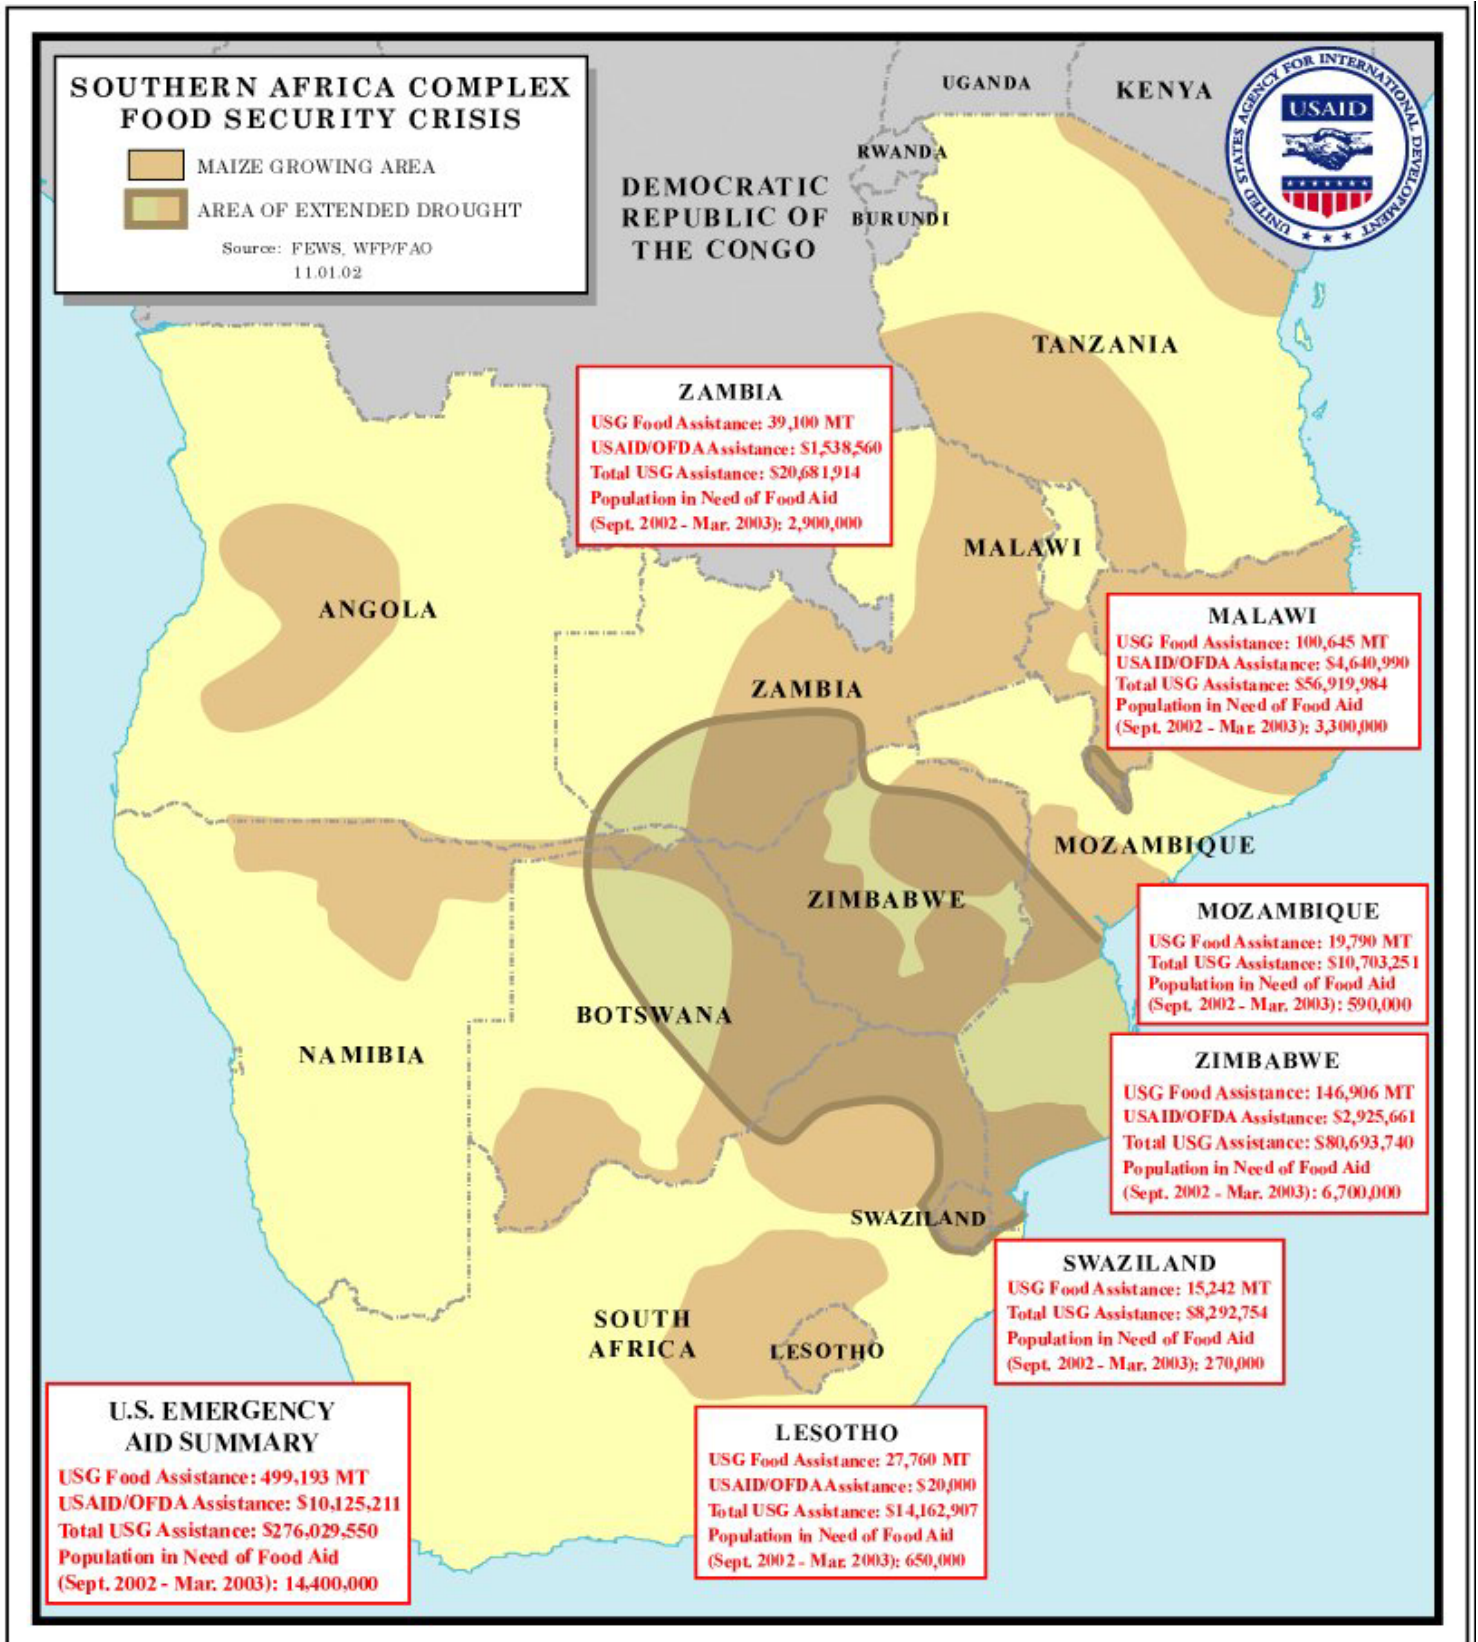 SOUTHERN AFRICA COMPLEX
FOOD SECURITY CRISIS
MAIZE GROWING AREA
AREA OF EXTENDED DROUGHT
Source: FEWS, WFP/FAO
11.01.02
UGANDA
KENYA
UNITED STATES AGENCY FOR INTERNATIONAL DEVELOPMENT
USAID
RWANDA
DEMOCRATIC
REPUBLIC OF
THE CONGO
BURUNDI
TANZANIA
ZAMBIA
USG Food Assistance: 39,100 MT
USAID/OFDA Assistance: $1,538,560
Total USG Assistance: $20,681,914
Population in Need of Food Aid
(Sept. 2002 - Mar. 2003): 2,900,000
MALAWI
ANGOLA
MALAWI
USG Food Assistance: 100,645 MT
USAID/OFDA Assistance: $4,640,990
Total USG Assistance: $56,919,984
Population in Need of Food Aid
(Sept. 2002 - Mar. 2003): 3,300,000
ZAMBIA
MOZAMBIQUE
ZIMBABWE
MOZAMBIQUE
USG Food Assistance: 19,790 MT
Total USG Assistance: $10,703,251
Population in Need of Food Aid
(Sept. 2002 - Mar. 2003): 590,000
BOTSWANA
NAMIBIA
ZIMBABWE
USG Food Assistance: 146,906 MT
USAID/OFDA Assistance: $2,925,661
Total USG Assistance: $80,693,740
Population in Need of Food Aid
(Sept. 2002 - Mar. 2003): 6,700,000
SWAZILAND
SWAZILAND
USG Food Assistance: 15,242 MT
Total USG Assistance: $8,292,754
Population in Need of Food Aid
(Sept. 2002 - Mar. 2003): 270,000
SOUTH
AFRICA
LESOTHO
U.S. EMERGENCY
AID SUMMARY
USG Food Assistance: 499,193 MT
USAID/OFDA Assistance: $10,125,211
Total USG Assistance: $276,029,550
Population in Need of Food Aid
(Sept. 2002 - Mar. 2003): 14,400,000
LESOTHO
USG Food Assistance: 27,760 MT
USAID/OFDA Assistance: $20,000
Total USG Assistance: $14,162,907
Population in Need of Food Aid
(Sept. 2002 - Mar. 2003): 650,000